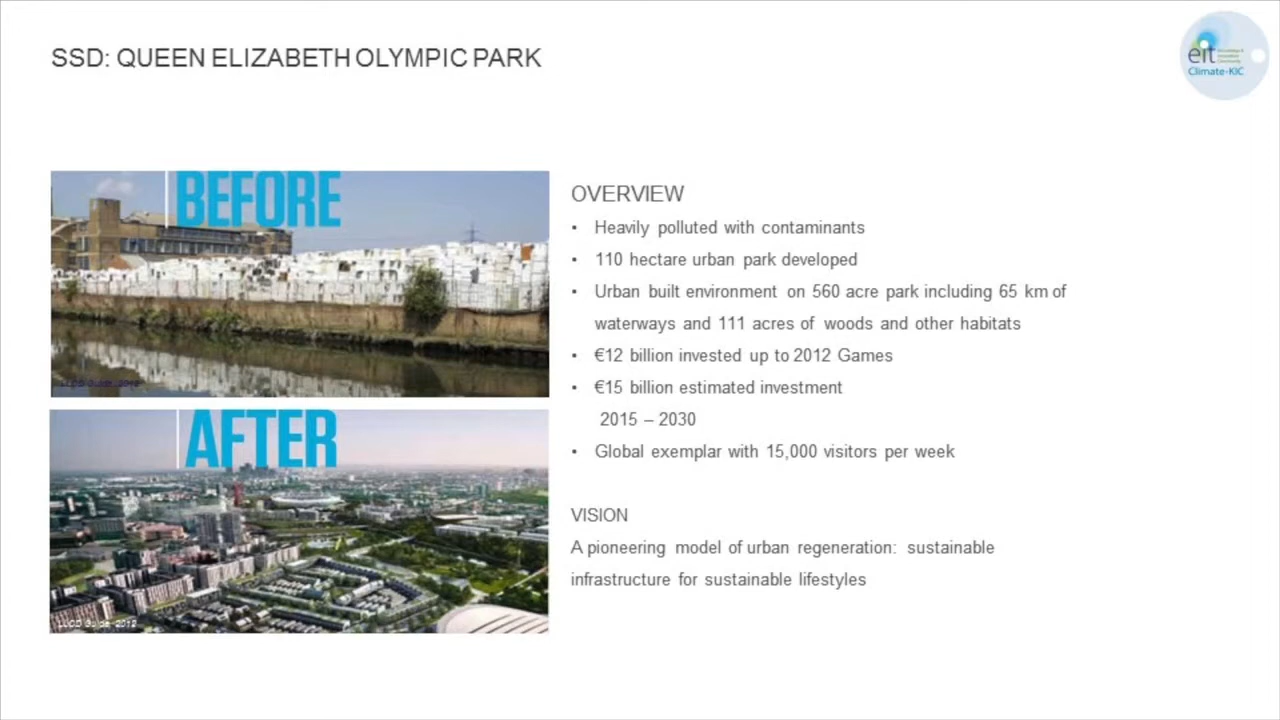 SSD: QUEEN ELIZABETH OLYMPIC PARK
eit
Climate-KIC
BEFORE
AFTER
OVERVIEW
• Heavily polluted with contaminants
• 110 hectare urban park developed
• Urban built environment on 560 acre park including 65 km of
waterways and 111 acres of woods and other habitats
• €12 billion invested up to 2012 Games
• €15 billion estimated investment
2015 – 2030
• Global exemplar with 15,000 visitors per week
VISION
A pioneering model of urban regeneration: sustainable
infrastructure for sustainable lifestyles